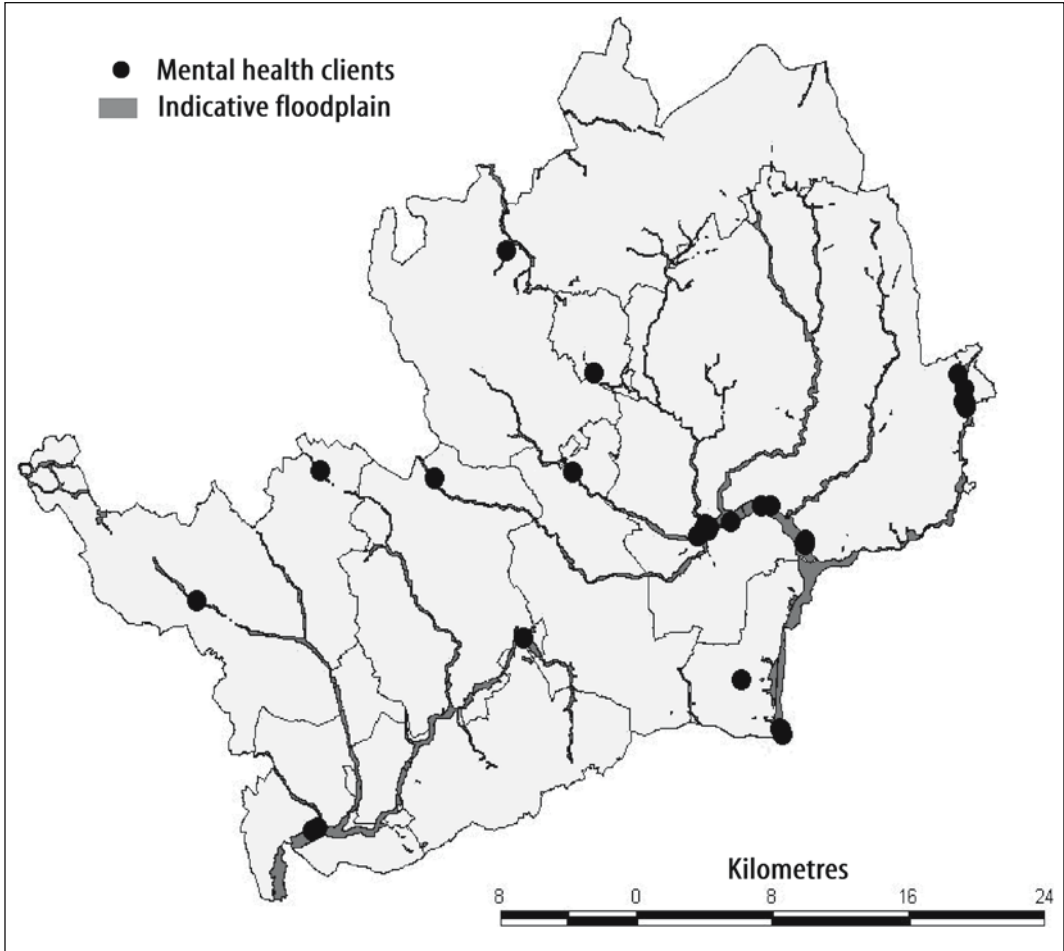 Mental health clients
Indicative floodplain
Kilometres
8 0 8 16 24